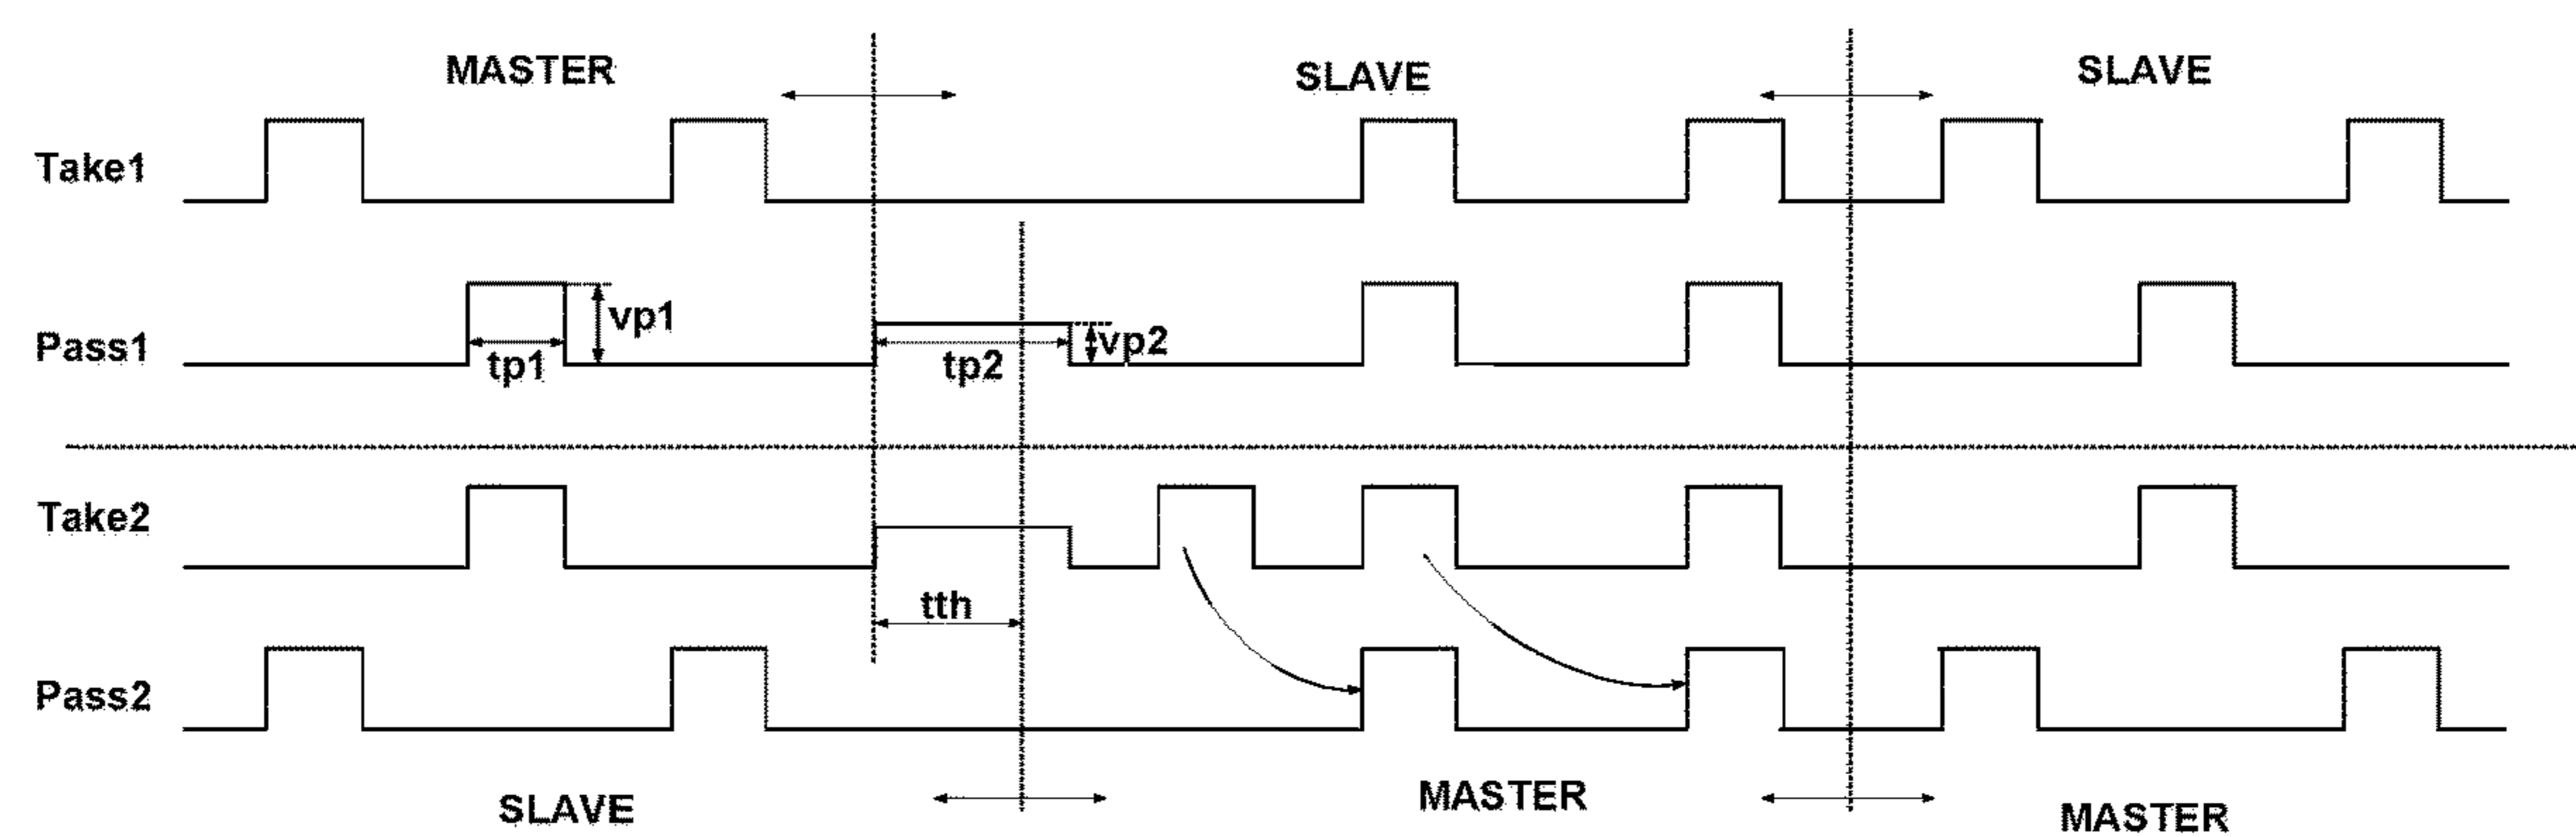 MASTER
SLAVE
SLAVE
Take1
Pass1
vp1
tp1
vp2
tp2
Take2
tth
Pass2
SLAVE
MASTER
MASTER